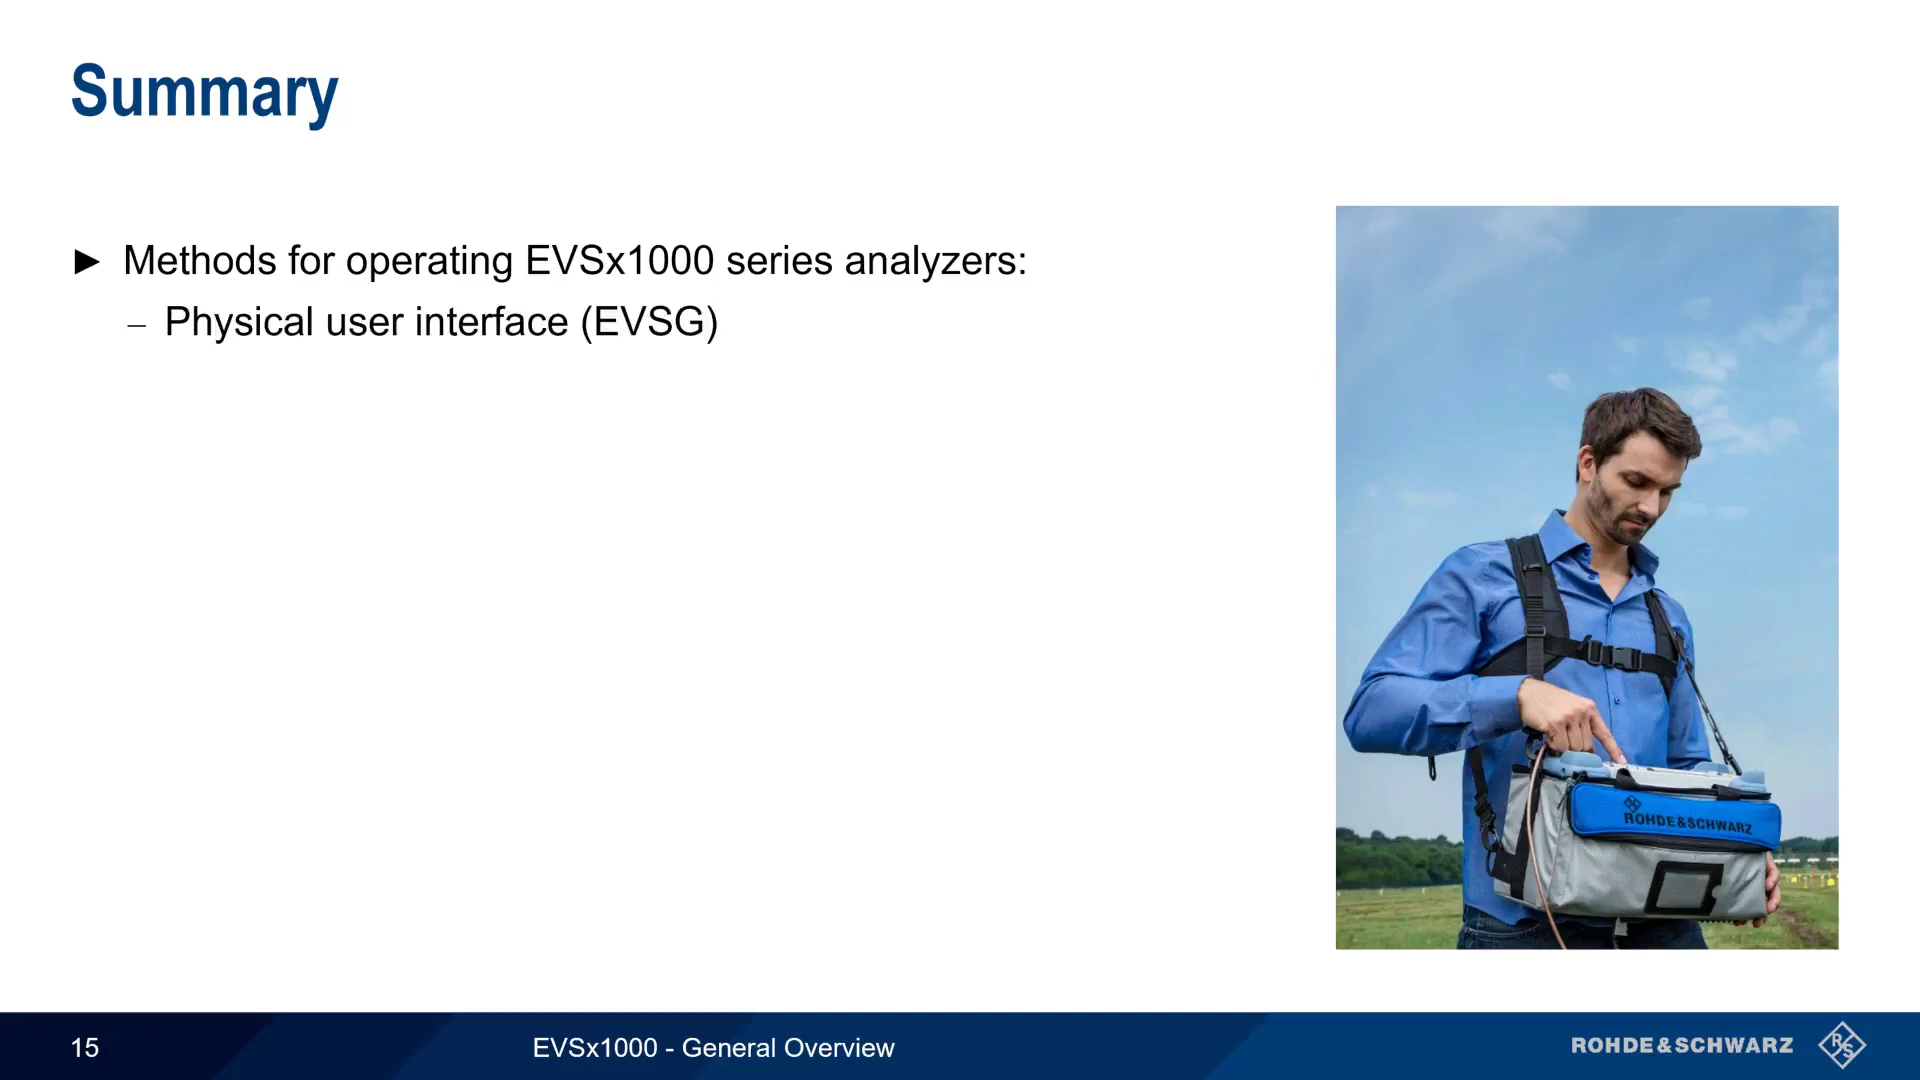 Summary
► Methods for operating EVSx1000 series analyzers:
– Physical user interface (EVSG)
ROHDE&SCHWARZ
15
EVSx1000 - General Overview
ROHDE&SCHWARZ